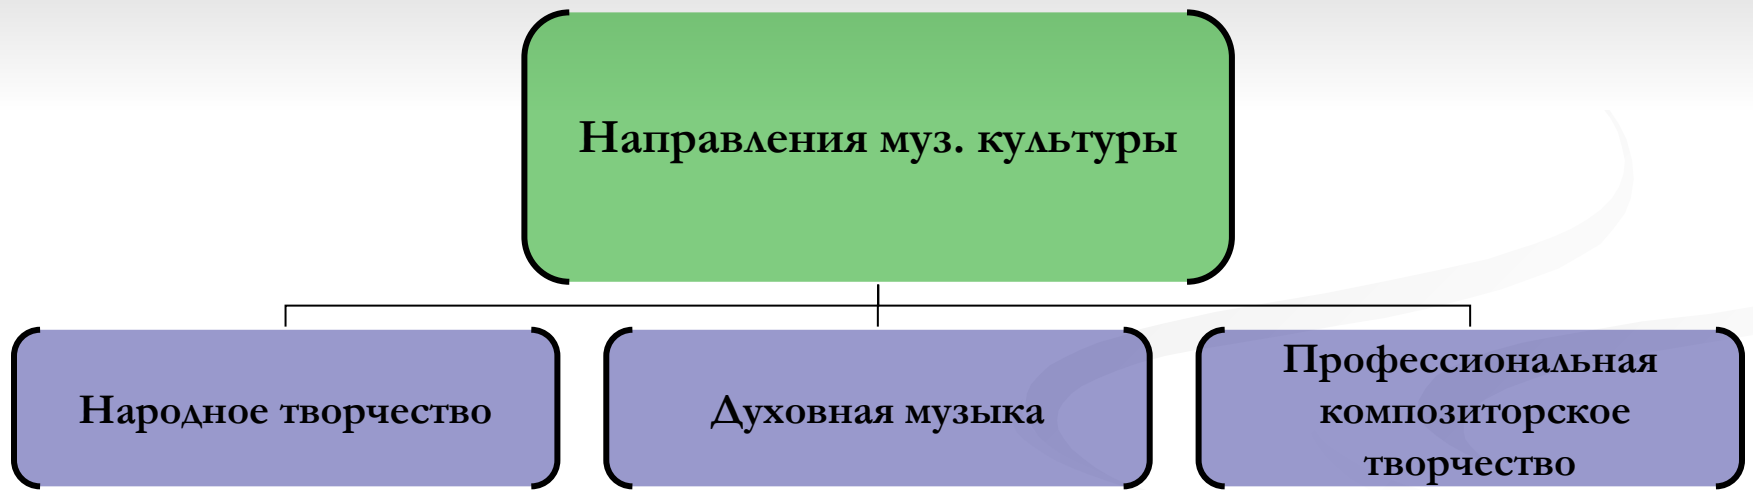 Направления муз. культуры
Народное творчество
Духовная музыка
Профессиональная
композиторское
творчество